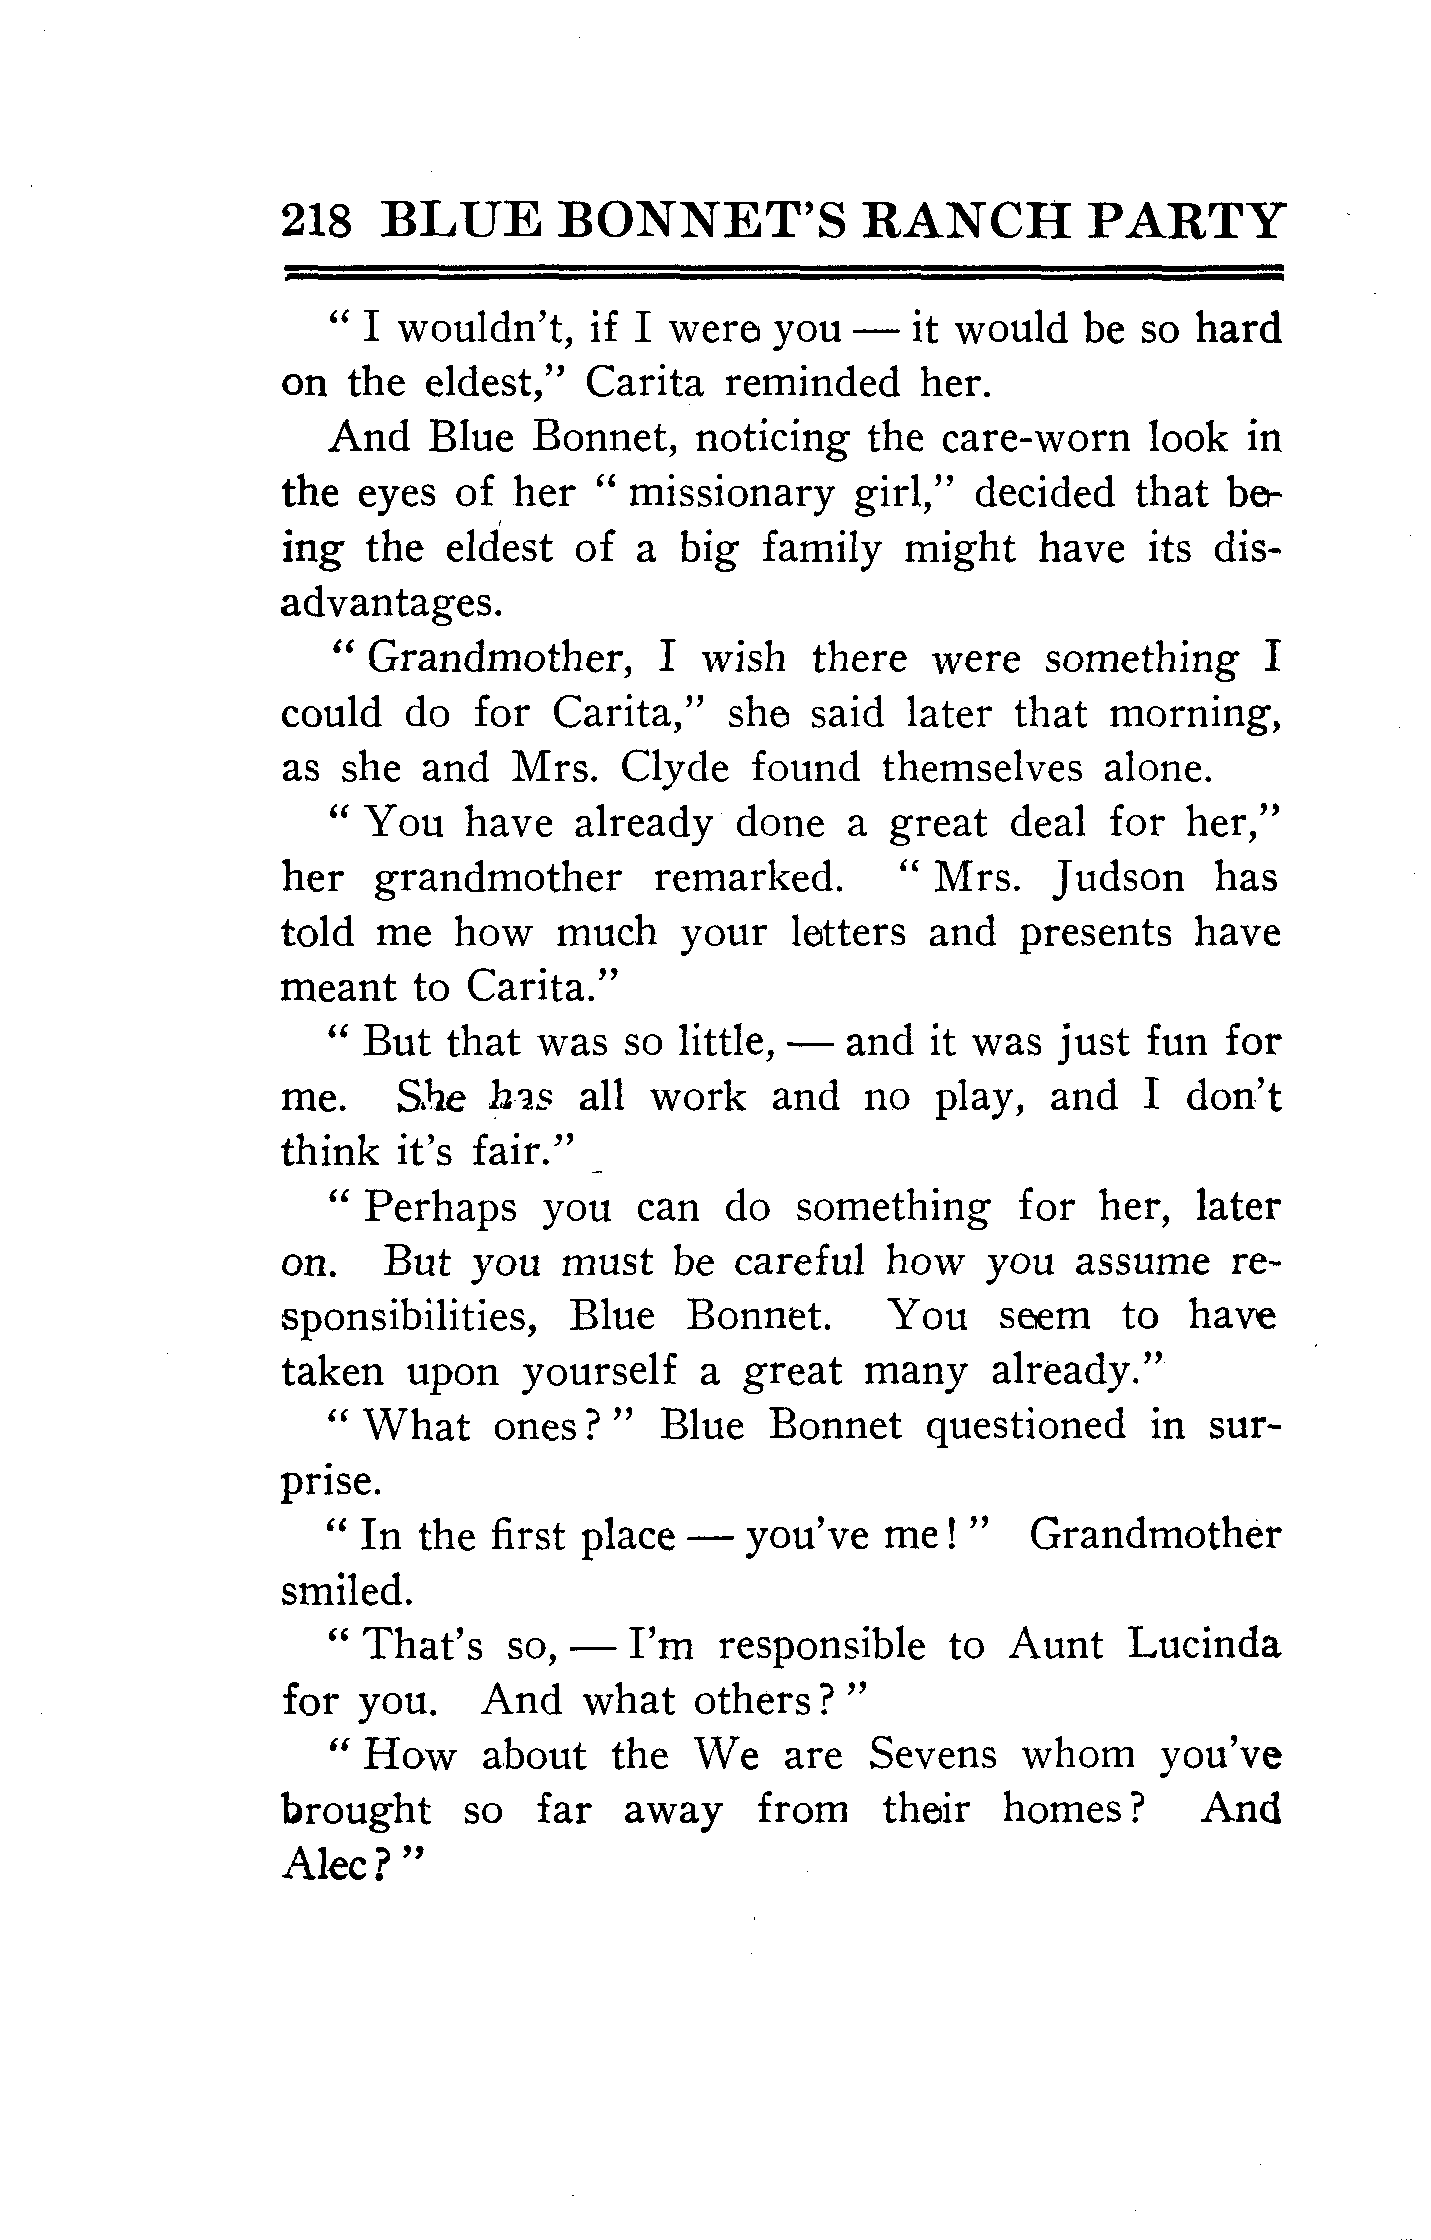 218 BLUE BONNET'S RANCH PARTY
" I wouldn't, if I were you — it would be so hard
on the eldest," Carita reminded her.
And Blue Bonnet, noticing the care-worn look in
the eyes of her " missionary girl," decided that be-
ing the eldest of a big family might have its dis-
advantages.
" Grandmother, I wish there were something I
could do for Carita," she said later that morning,
as she and Mrs. Clyde found themselves alone.
" You have already done a great deal for her,"
her grandmother remarked. " Mrs. Judson has
told me how much your letters and presents have
meant to Carita."
" But that was so little, — and it was just fun for
me. She has all work and no play, and I don't
think it's fair."
" Perhaps you can do something for her, later
on. But you must be careful how you assume re-
sponsibilities, Blue Bonnet. You seem to have
taken upon yourself a great many already."
" What ones? " Blue Bonnet questioned in sur-
prise.
" In the first place — you've me! " Grandmother
smiled.
" That's so, — I'm responsible to Aunt Lucinda
for you. And what others? "
" How about the We are Sevens whom you've
brought so far away from their homes? And
Alec? "